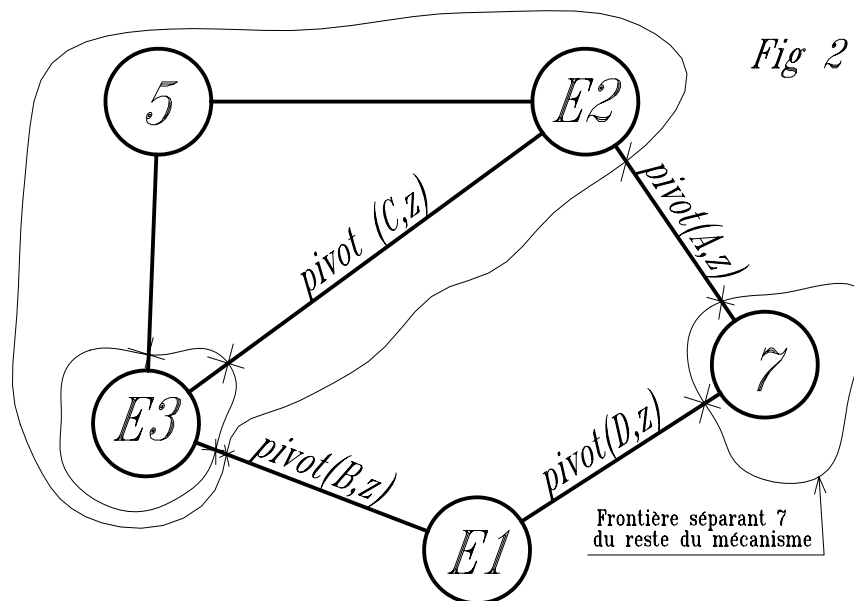 Fig 2
5
E2
pivot (C,z)
pivot(A,z)
7
E3
pivot(B,z)
pivot(D,z)
E1
Frontière séparant 7
du reste du mécanisme